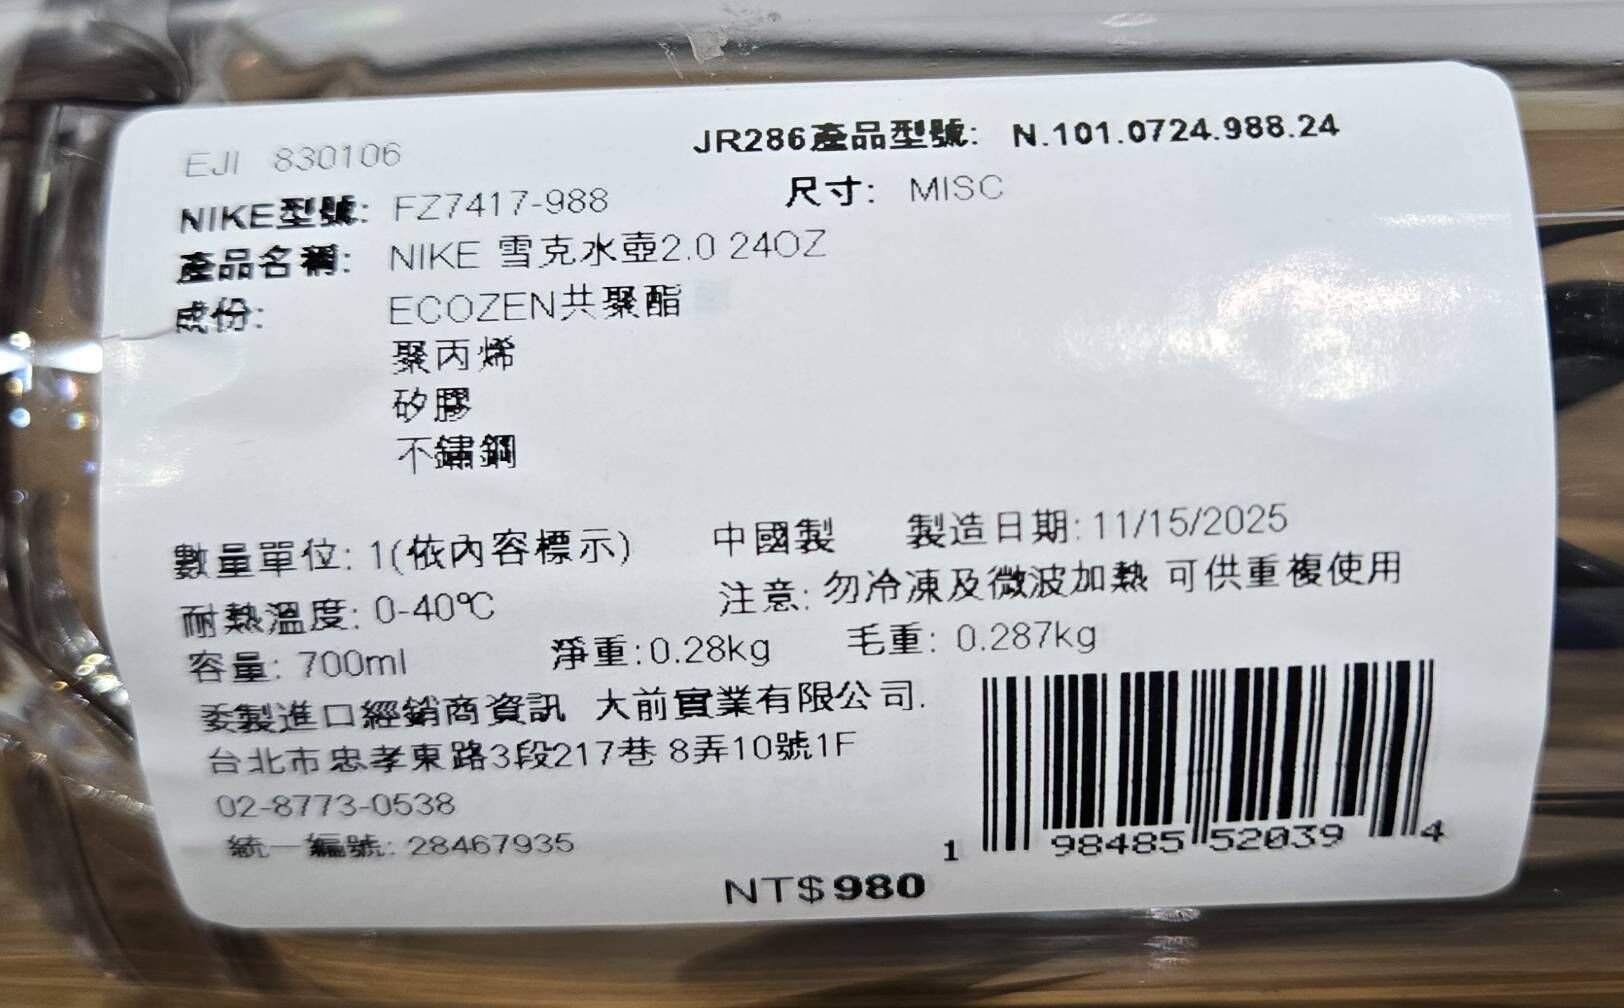 EJI 830106
JR286產品型號: N.101.0724.988.24
NIKE型號: FZ7417-988 尺寸: MISC
產品名稱: NIKE 雪克水壺2.0 24OZ
成份: ECOZEN共聚酯
聚丙烯
矽膠
不鏽鋼
數量單位: 1(依內容標示) 中國製 製造日期: 11/15/2025
耐熱溫度: 0-40℃ 注意: 勿冷凍及微波加熱 可供重複使用
容量: 700ml 淨重:0.28kg 毛重: 0.287kg
委製進口經銷商資訊 大前實業有限公司.
台北市忠孝東路3段217巷 8弄10號1F
02-8773-0538
統一編號: 28467935
1 98485 52039 4
NT$980